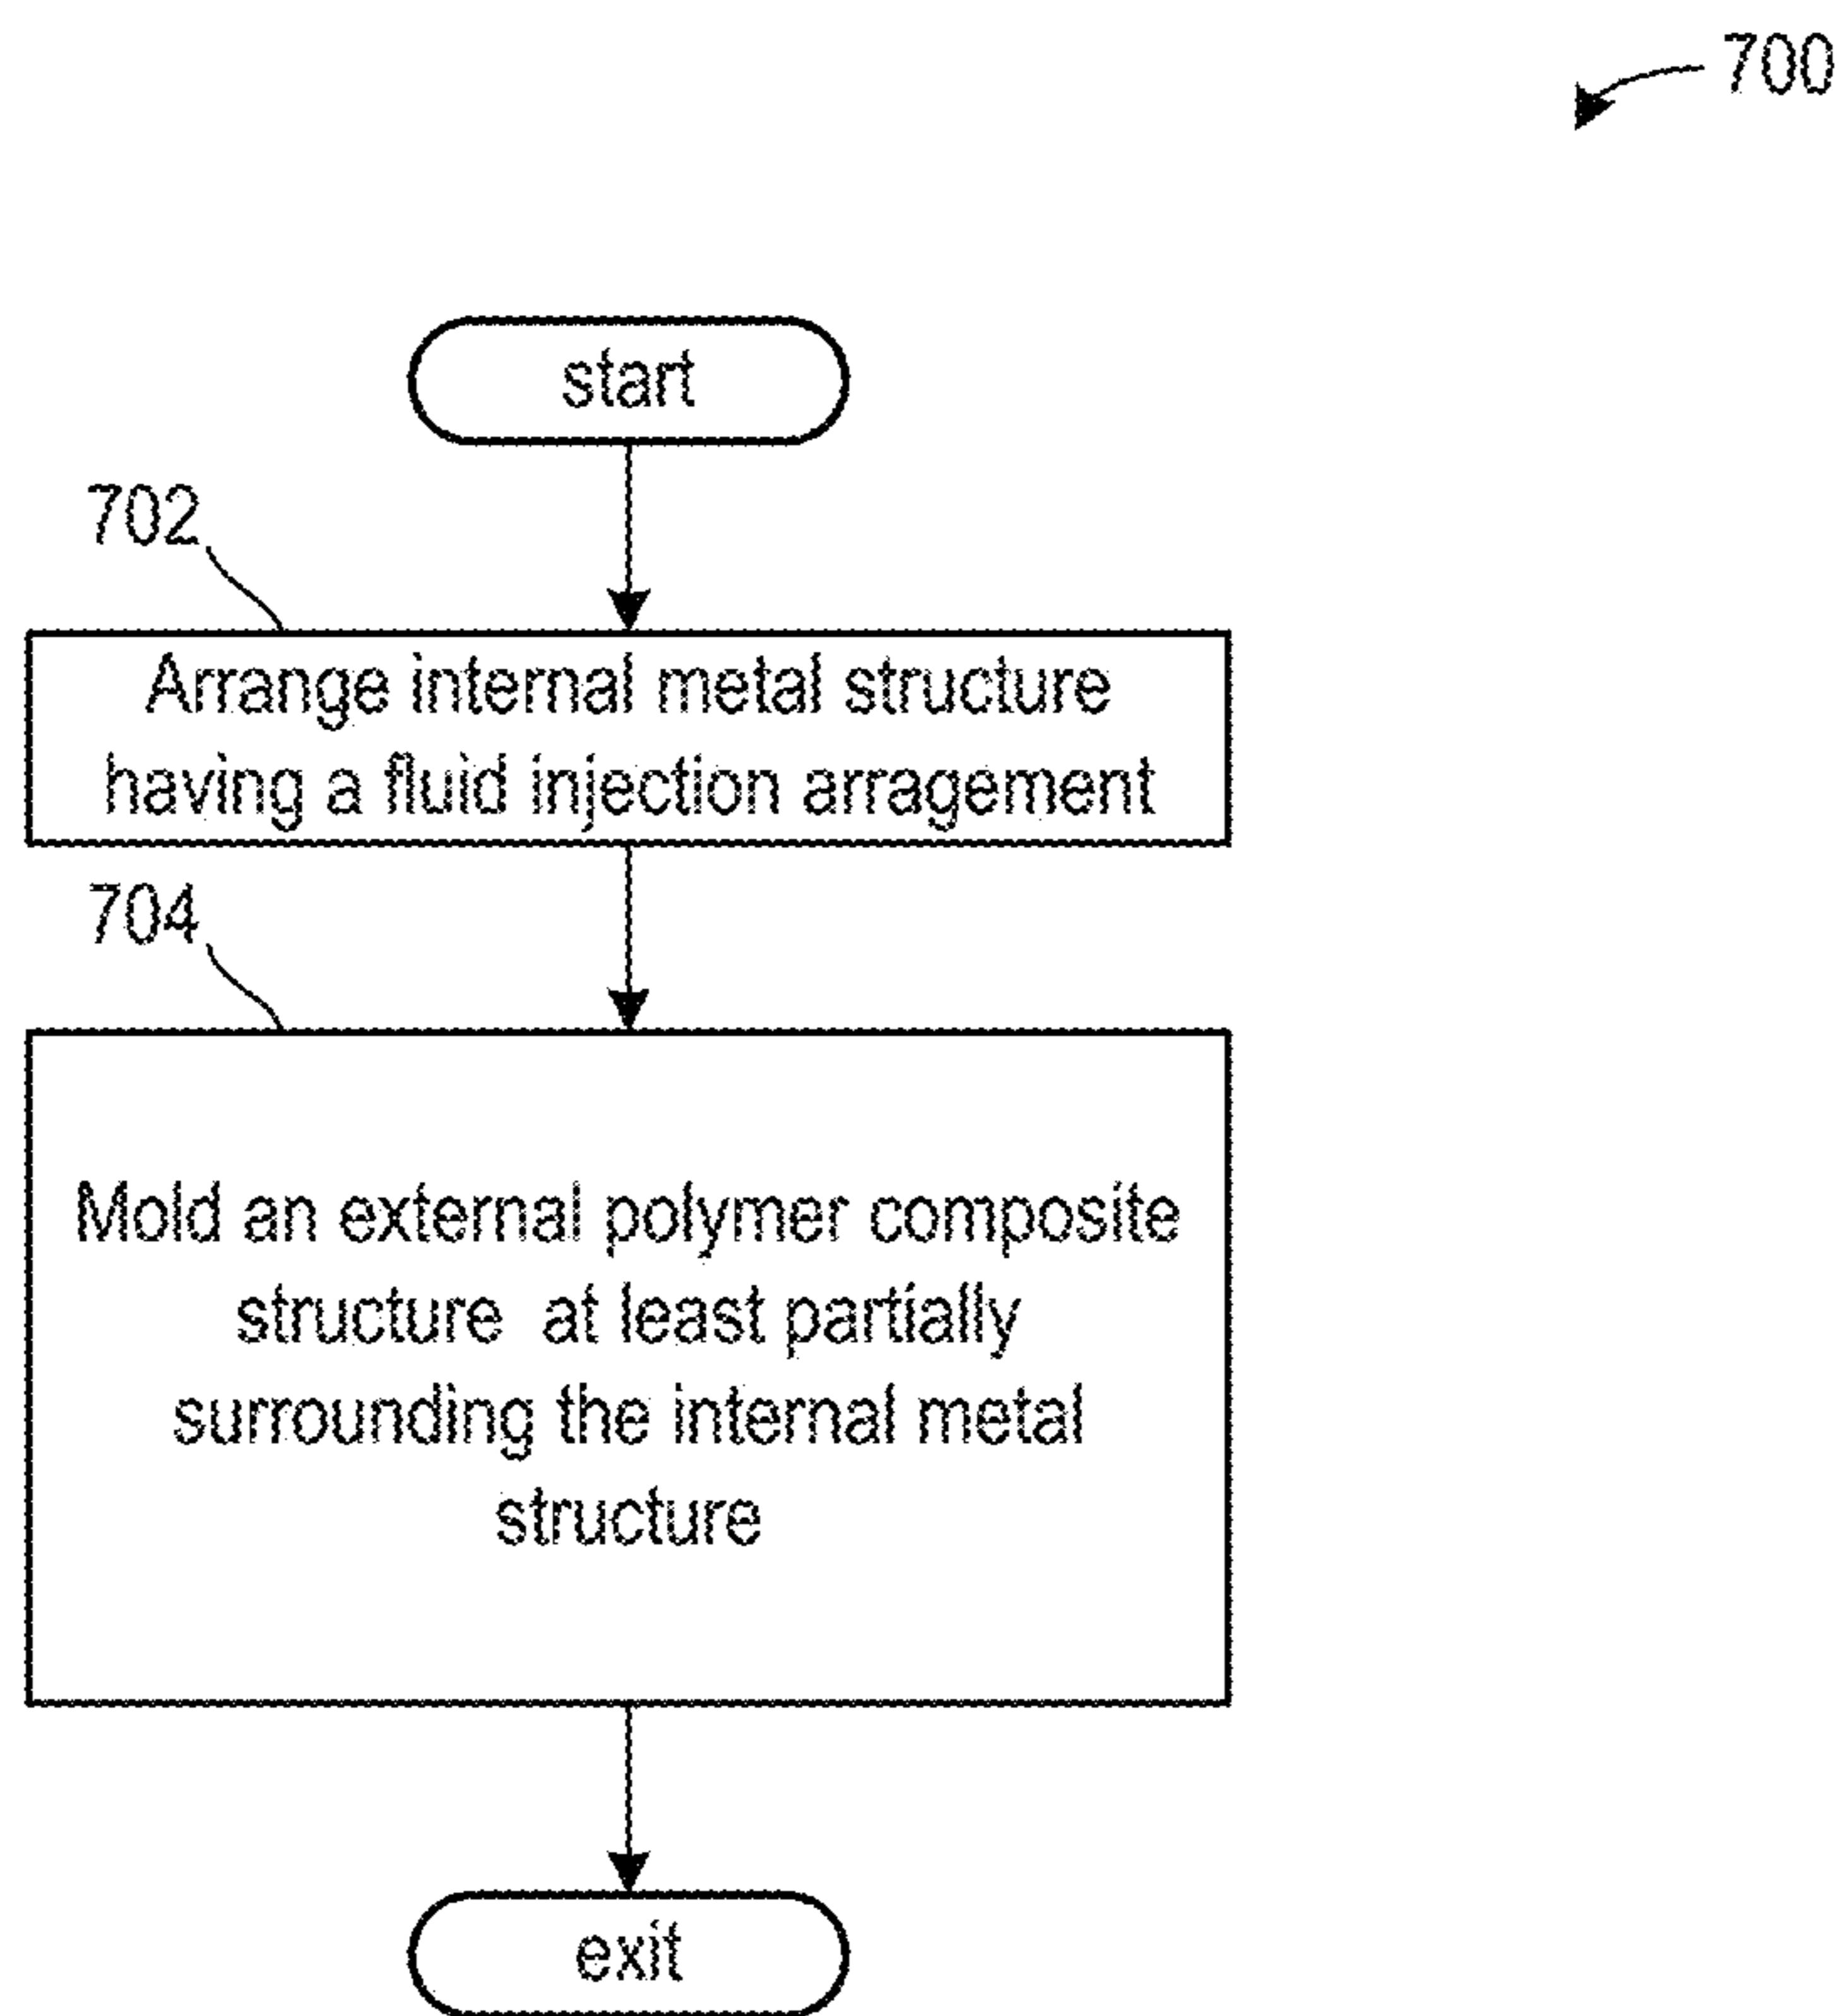 700
start
702
Arrange internal metal structure
having a fluid injection arragement
704
Mold an external polymer composite
structure at least partially
surrounding the internal metal
structure
exit